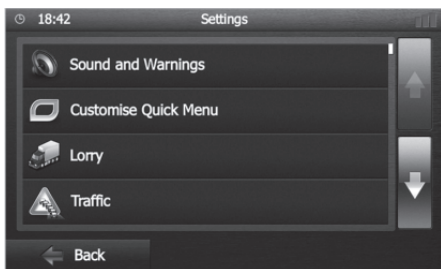 18:42 Settings
Sound and Warnings
Customise Quick Menu
Lorry
Traffic
Back